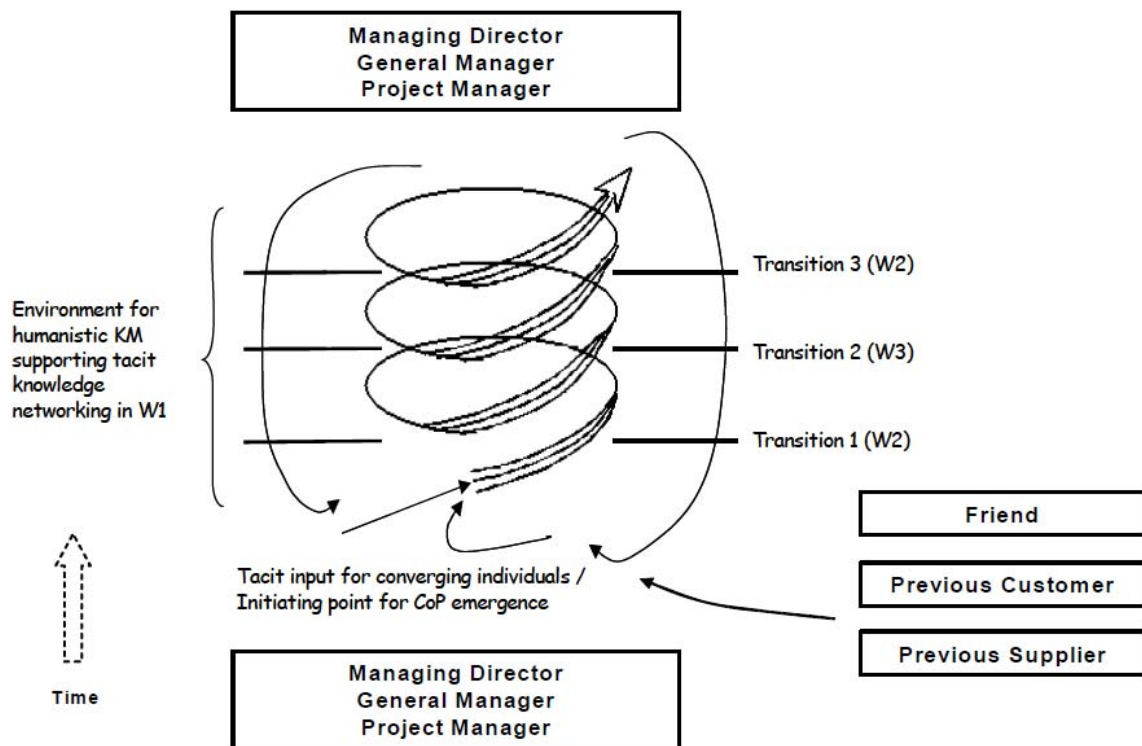 Managing Director
General Manager
Project Manager
Transition 3 (W2)
Environment for
humanistic KM
supporting tacit
knowledge
networking in W1
Transition 2 (W3)
Transition 1 (W2)
Friend
Tacit input for converging individuals /
Initiating point for CoP emergence
Previous Customer
Previous Supplier
Time
Managing Director
General Manager
Project Manager